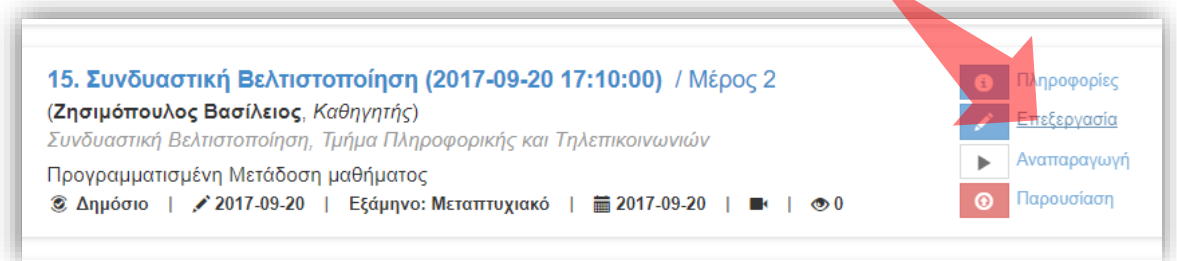 15. Συνδυαστική Βελτιστοποίηση (2017-09-20 17:10:00) / Μέρος 2
(Ζησιμόπουλος Βασίλειος, Καθηγητής)
Συνδυαστική Βελτιστοποίηση, Τμήμα Πληροφορικής και Τηλεπικοινωνιών
Προγραμματισμένη Μετάδοση μαθήματος
Δημόσιο | 2017-09-20 | Εξάμηνο: Μεταπτυχιακό | 2017-09-20 | | 0
Πληροφορίες
Επεξεργασία
Αναπαραγωγή
Παρουσίαση